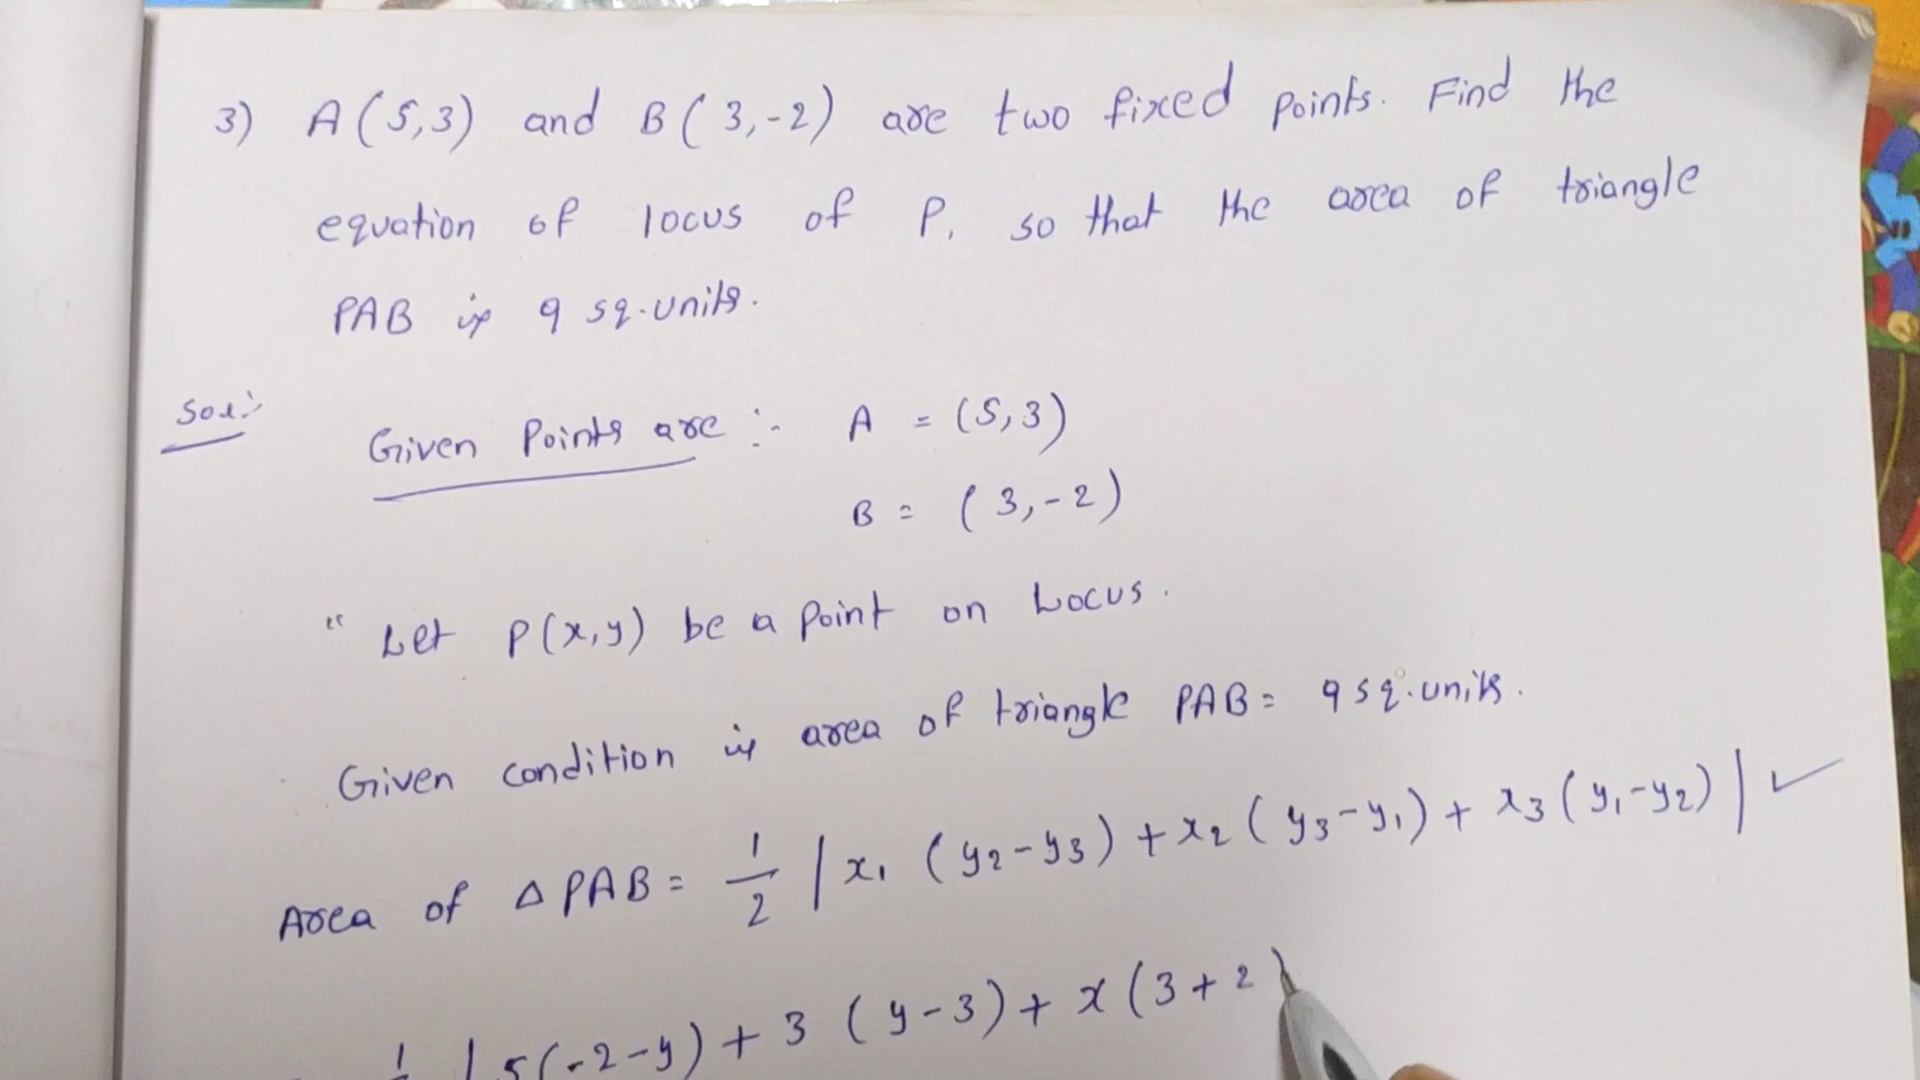 3) A(5,3) and B(3,-2) are two fixed points. Find the
equation of locus of P, so that the area of triangle
PAB is 9 sq.units.
Sol:-
Given Points are :- A = (5,3)
B = (3,-2)
" Let P(x,y) be a point on Locus.
Given condition is area of triangle PAB = 9 sq.units.
Area of Δ PAB = 1/2 | x₁ (y₂-y₃) + x₂ (y₃-y₁) + x₃ (y₁-y₂) | ✓
1 | 5(-2-y) + 3 (y-3) + x (3+2)